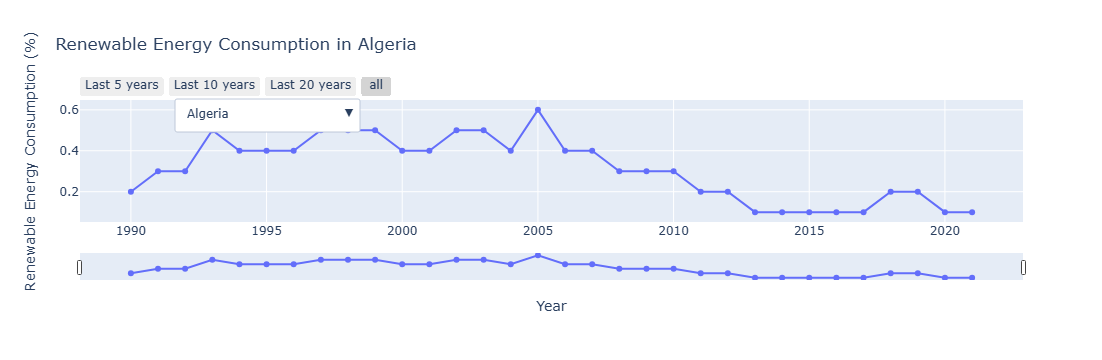 Renewable Energy Consumption in Algeria
Renewable Energy Consumption (%)
Last 5 years Last 10 years Last 20 years all
Algeria ▼
0.6
0.4
0.2
1990 1995 2000 2005 2010 2015 2020
Year